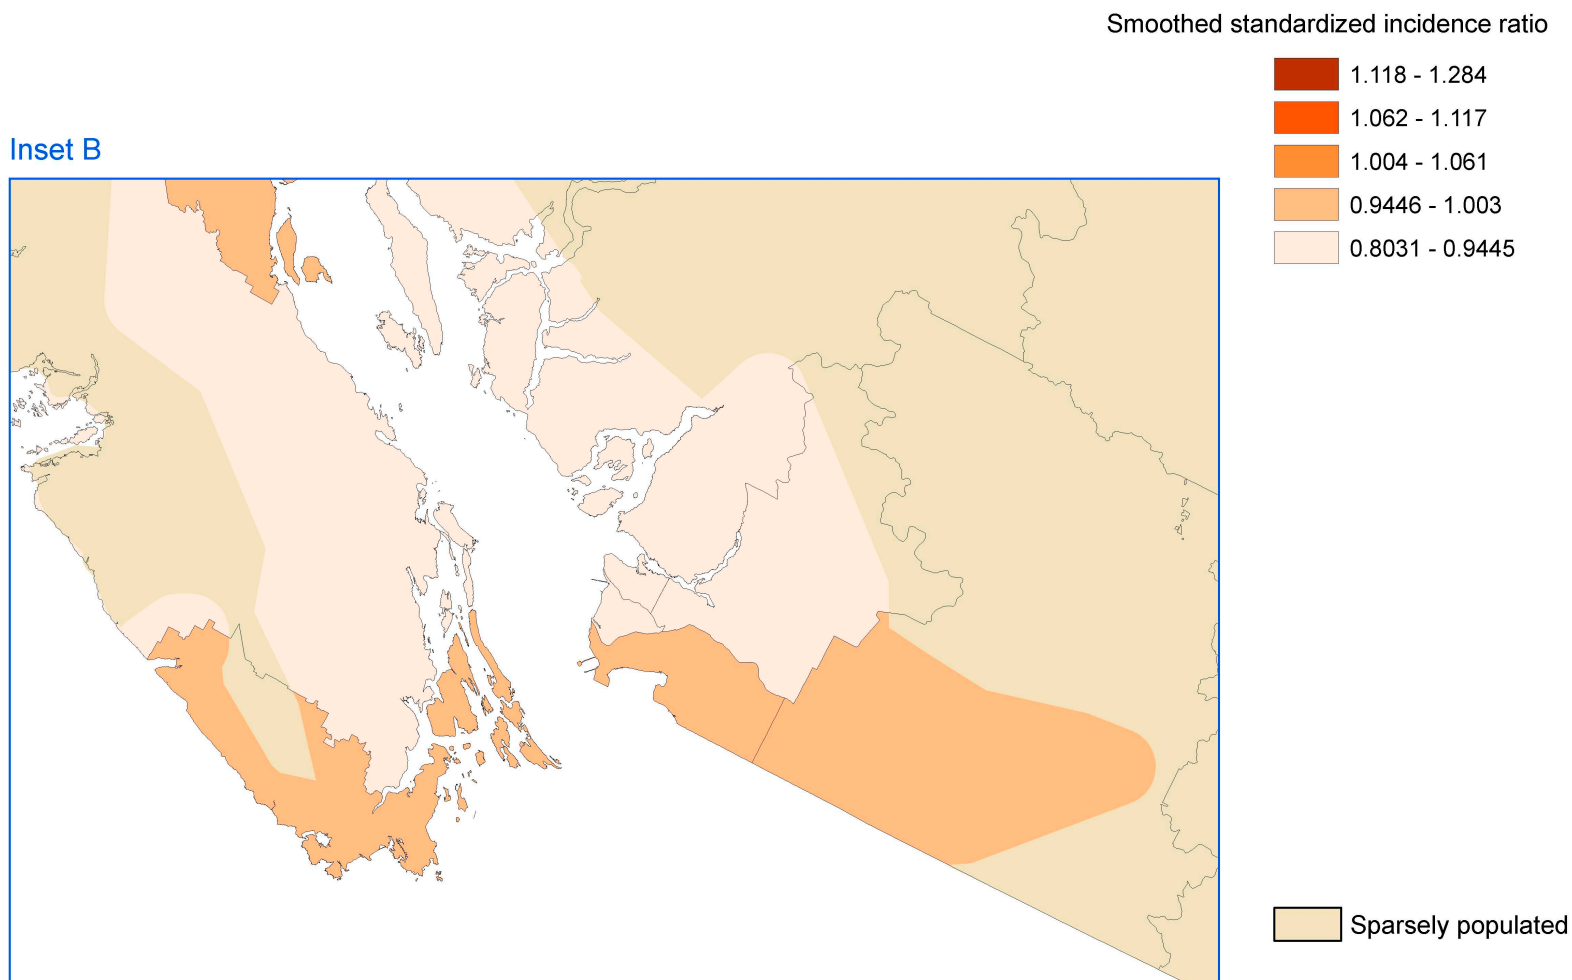 Smoothed standardized incidence ratio
1.118 - 1.284
1.062 - 1.117
1.004 - 1.061
0.9446 - 1.003
0.8031 - 0.9445
Inset B
Sparsely populated